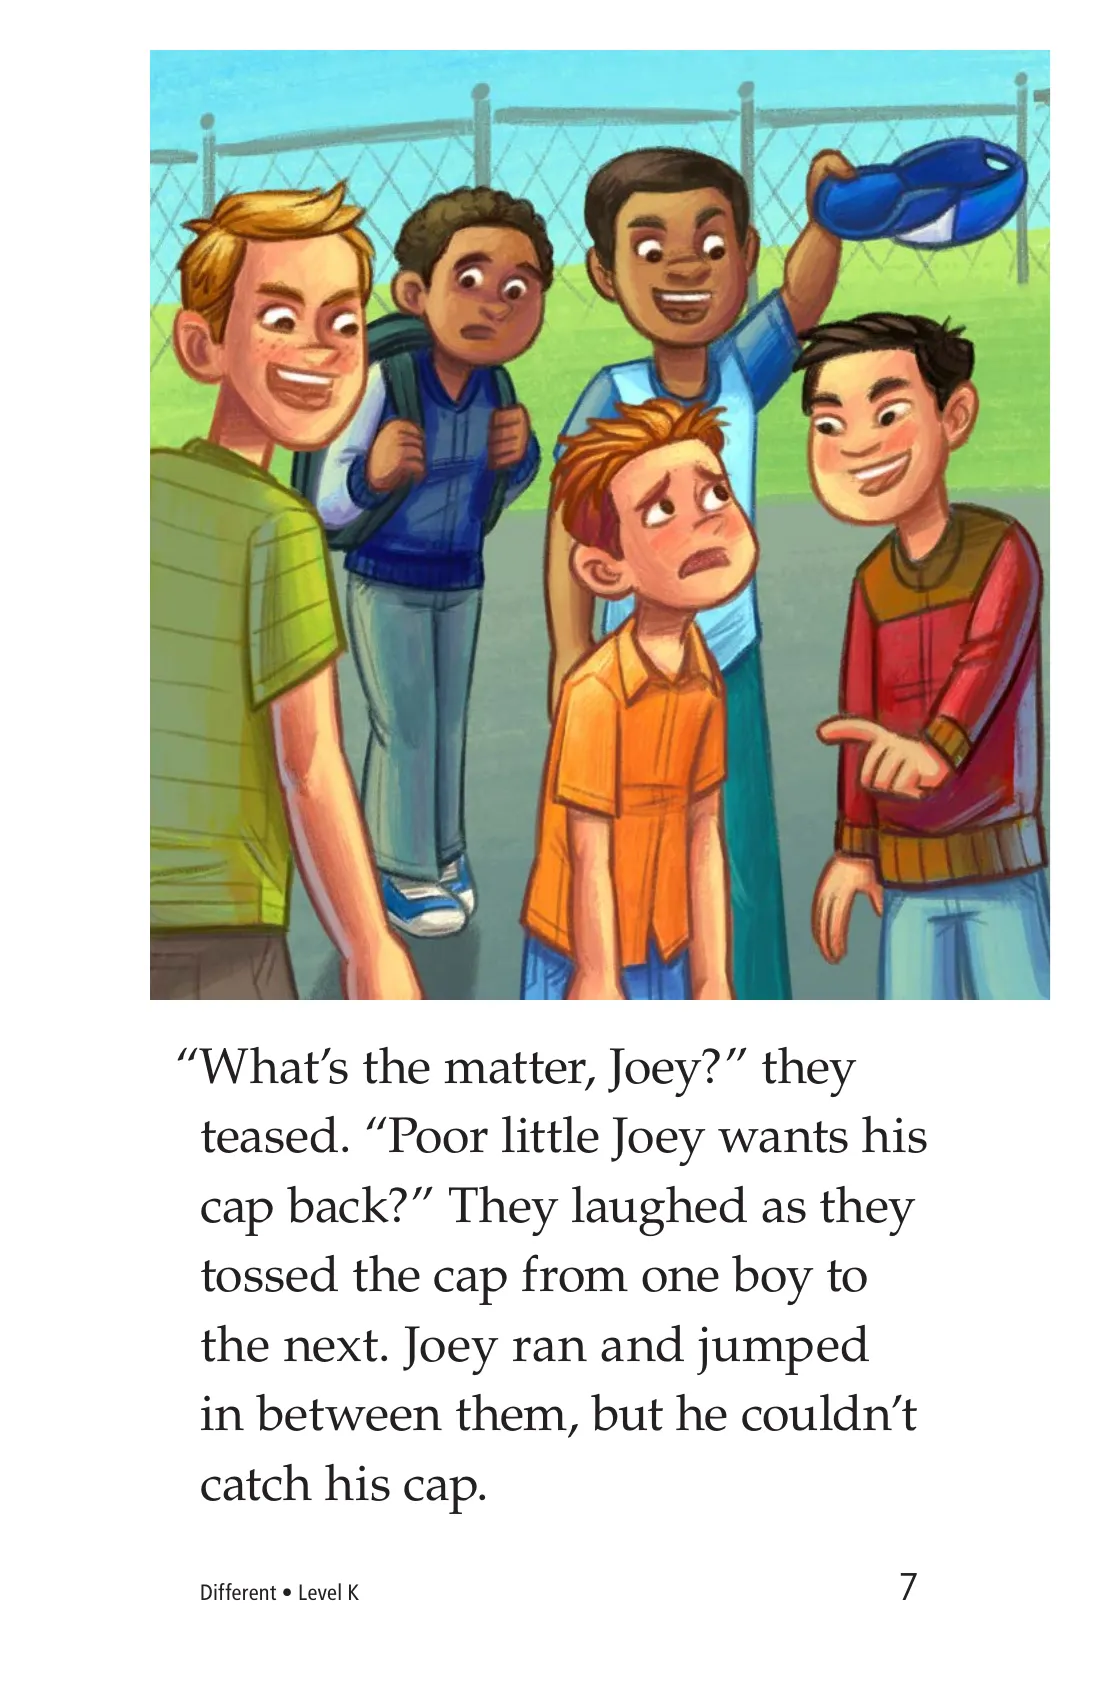 “What’s the matter, Joey?” they
teased. “Poor little Joey wants his
cap back?” They laughed as they
tossed the cap from one boy to
the next. Joey ran and jumped
in between them, but he couldn’t
catch his cap.
Different • Level K
7